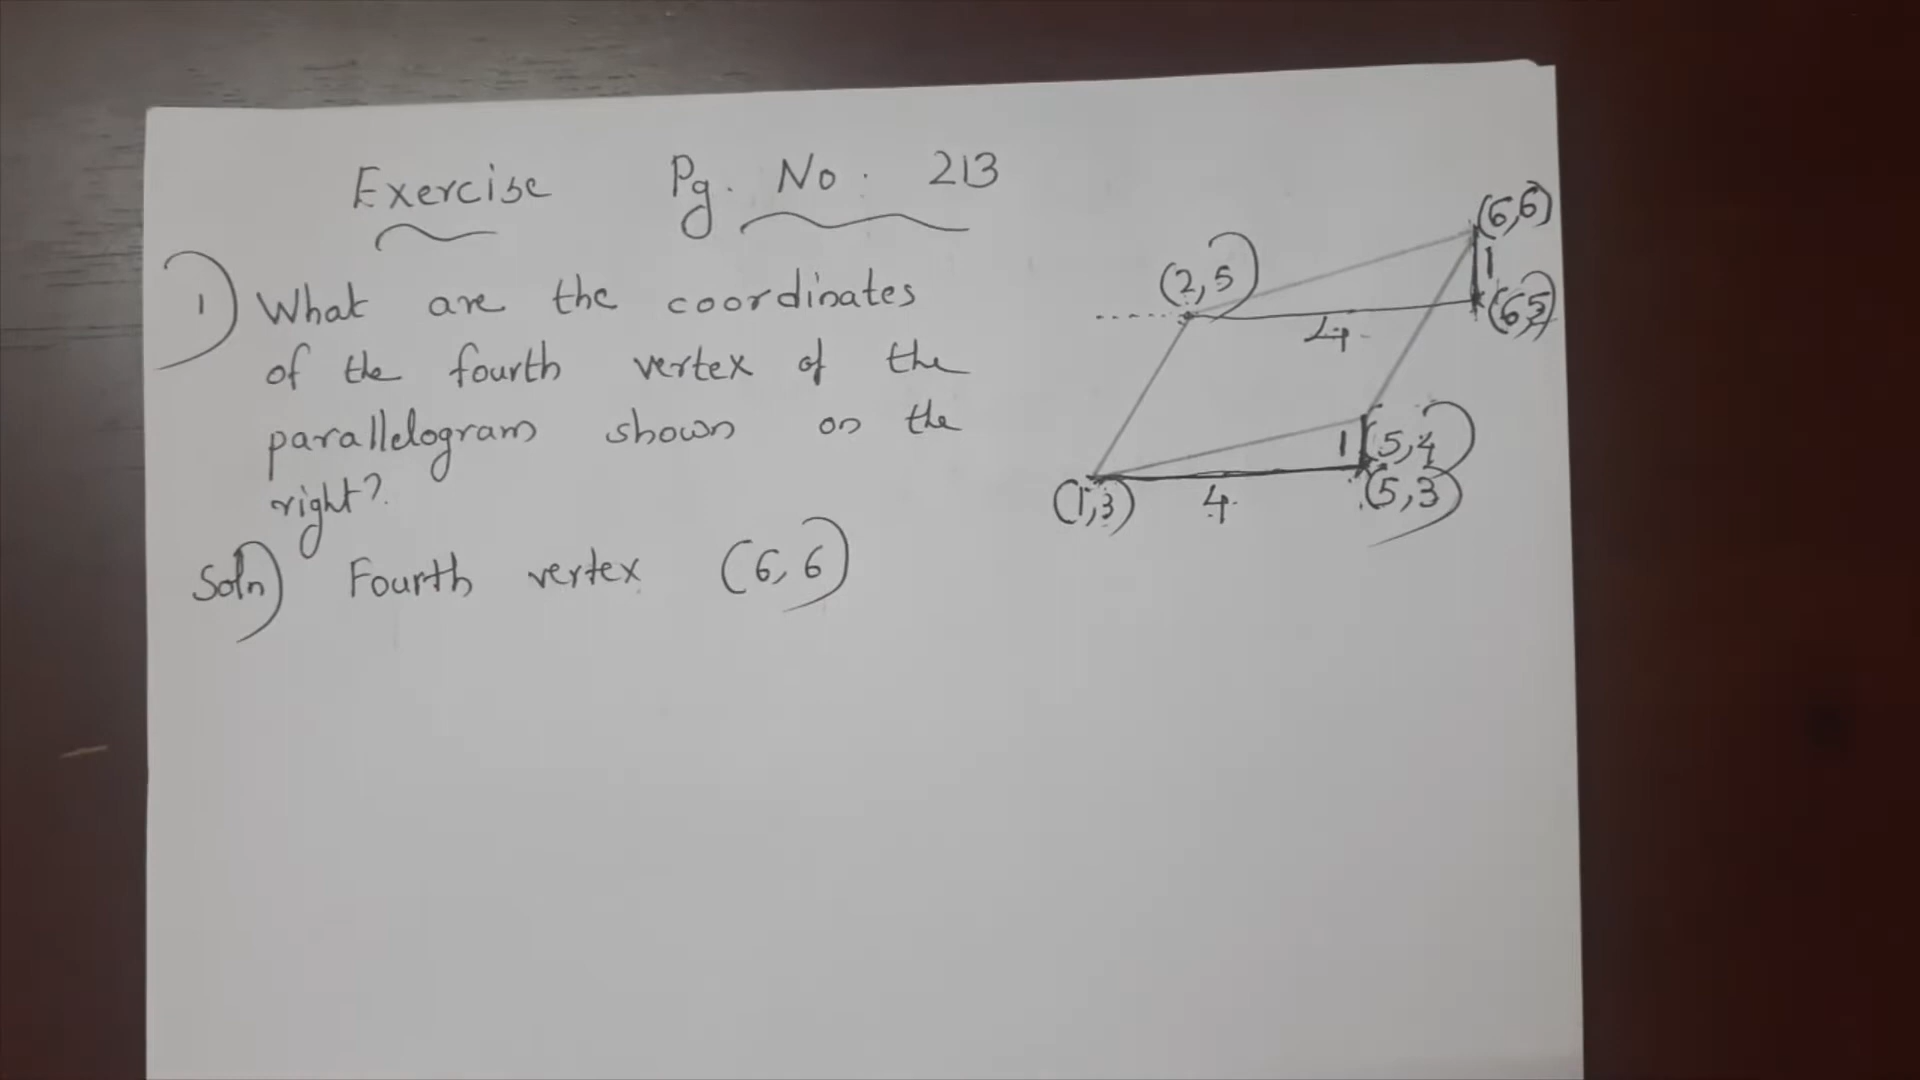 Exercise Pg. No. 213
1) What are the coordinates
of the fourth vertex of the
parallelogram shown on the
right?
Soln) Fourth vertex (6,6)
(6,6)
(2,5)
1
(6,5)
4
1
(5,4)
(1,3)
4
(5,3)